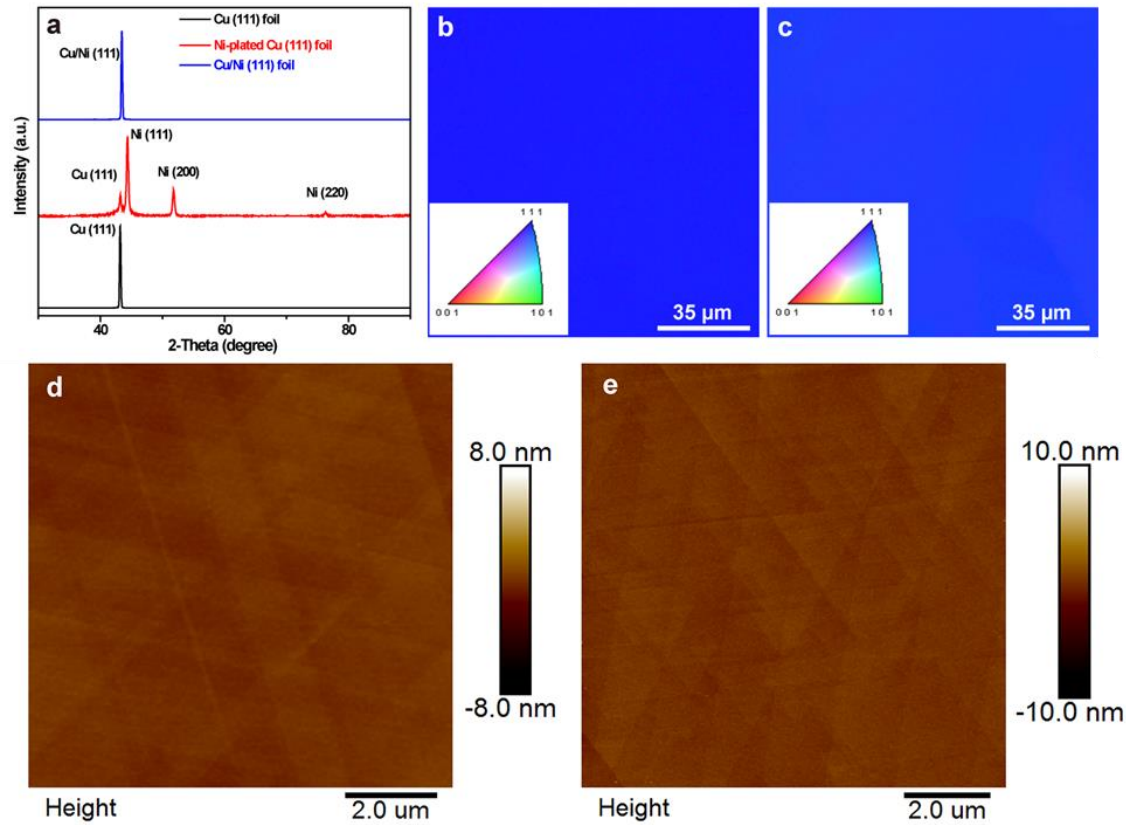 a
Cu (111) foil
Ni-plated Cu (111) foil
Cu/Ni (111) foil
Cu/Ni (111)
Ni (111)
Cu (111)
Ni (200)
Ni (220)
Cu (111)
Intensity (a.u.)
40 60 80
2-Theta (degree)
b
1 1 1
0 0 1 1 0 1
35 µm
c
1 1 1
0 0 1 1 0 1
35 µm
d
8.0 nm
-8.0 nm
Height
2.0 um
e
10.0 nm
-10.0 nm
Height
2.0 um